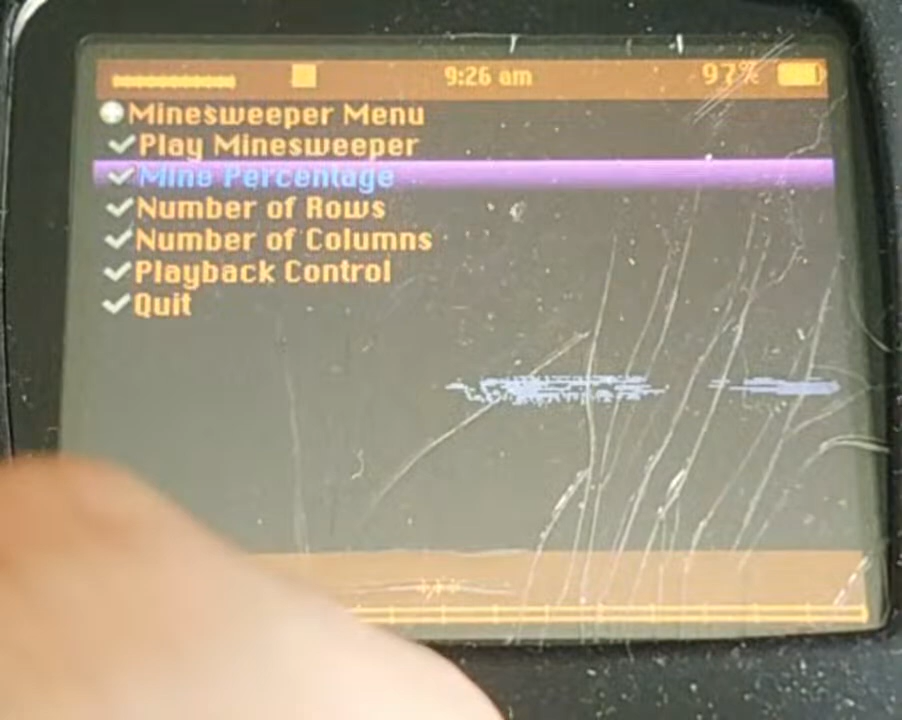 9:26 am 97%
Minesweeper Menu
Play Minesweeper
Mine Percentage
Number of Rows
Number of Columns
Playback Control
Quit